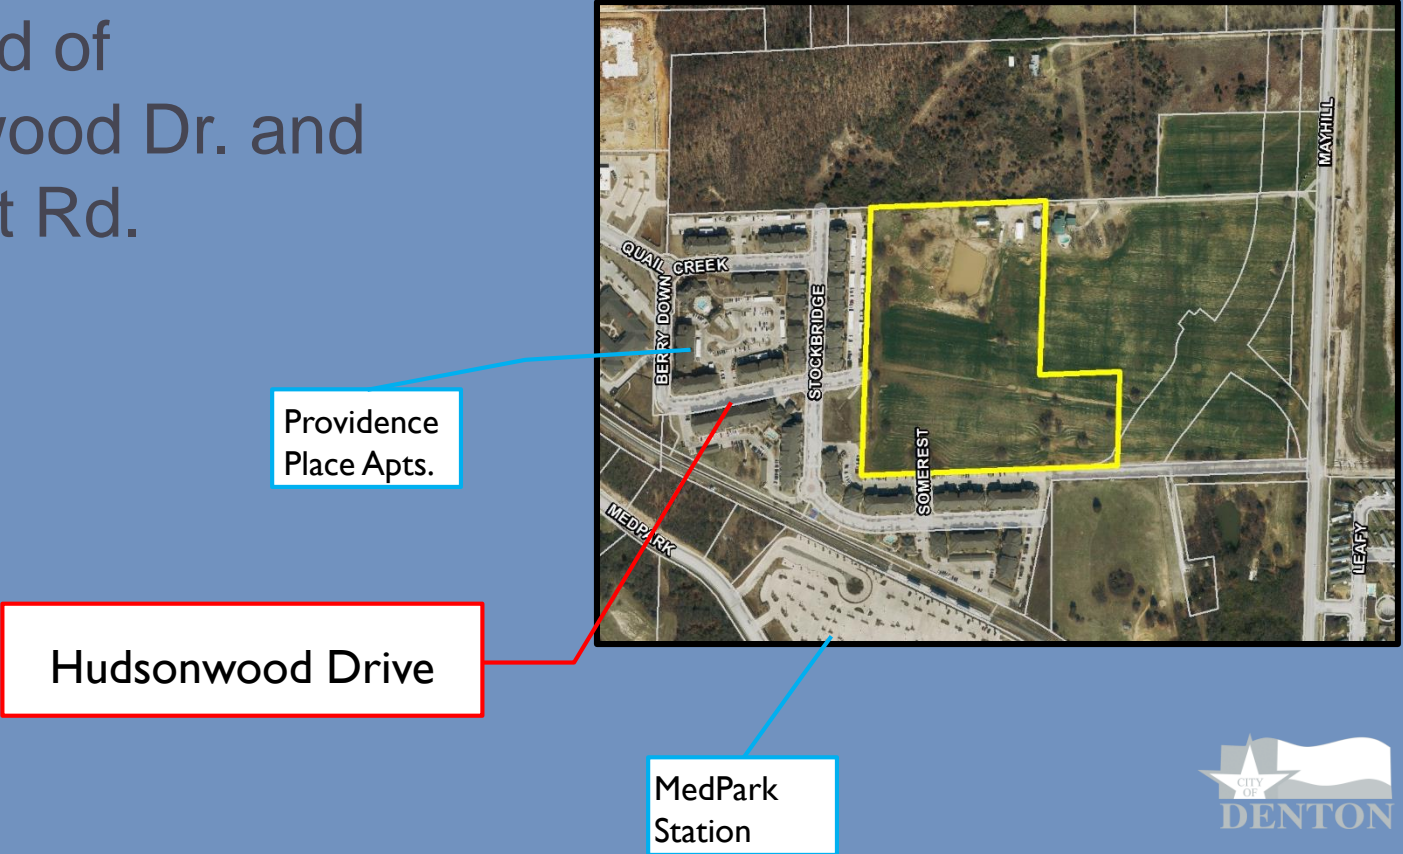 d of
wood Dr. and
t Rd.
MAYHILL
QUAIL CREEK
BERRY DOWN
STOCKBRIDGE
SOMEREST
MEDPARK
LEAFY
Providence
Place Apts.
Hudsonwood Drive
MedPark
Station
CITY
OF
DENTON